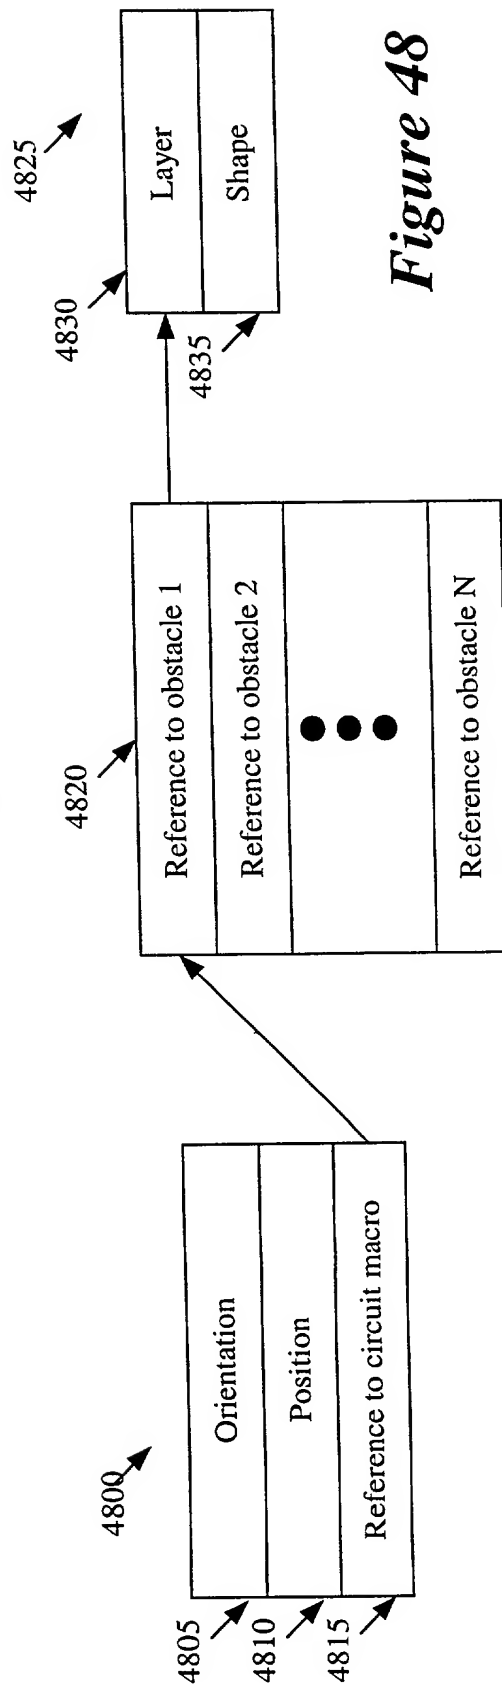 4800
4805
Orientation
4810
Position
4815
Reference to circuit macro
4820
Reference to obstacle 1
Reference to obstacle 2
Reference to obstacle N
4825
4830
Layer
4835
Shape
Figure 48